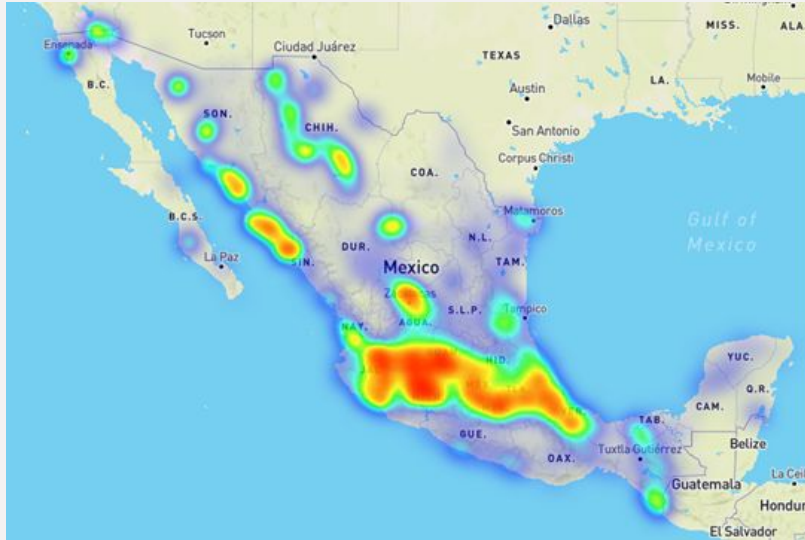 Dallas
MISS.
ALA
Tucson
Ciudad Juárez
Ensenada
TEXAS
B.C.
LA.
Mobile
Austin
SON.
CHIH.
San Antonio
Corpus Christi
COA.
B.C.S.
Matamoros
Gulf of
Mexico
N.L.
DUR.
La Paz
SIN.
Mexico
TAM.
S.L.P.
Tampico
NAY.
AGUA.
HID.
YUC.
Q.R.
CAM.
TAB.
GUE.
OAX.
Tuxtla Gutiérrez
Belize
Guatemala
La Ceil
Hondur
El Salvador